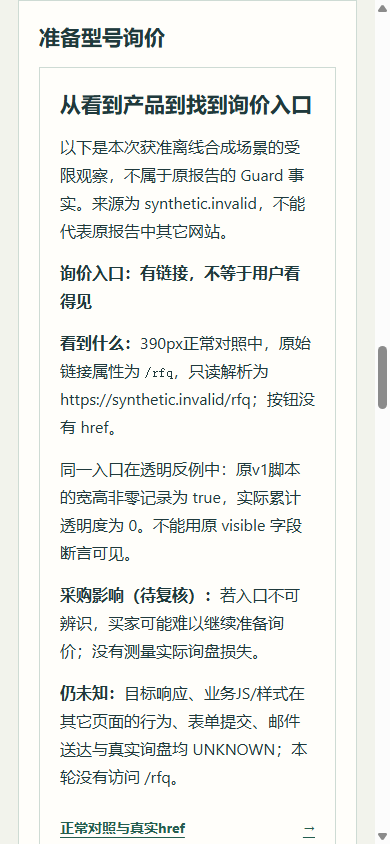 准备型号询价
从看到产品到找到询价入口
以下是本次获准离线合成场景的受
限观察，不属于原报告的 Guard 事
实。来源为 synthetic.invalid，不能
代表原报告中其它网站。
询价入口：有链接，不等于用户看
得见
看到什么：390px正常对照中，原始
链接属性为 /rfq，只读解析为
https://synthetic.invalid/rfq；按钮没
有 href。
同一入口在透明反例中：原v1脚本
的宽高非零记录为 true，实际累计
透明度为 0。不能用原 visible 字段
断言可见。
采购影响（待复核）：若入口不可
辨识，买家可能难以继续准备询
价；没有测量实际询盘损失。
仍未知：目标响应、业务JS/样式在
其它页面的行为、表单提交、邮件
送达与真实询盘均 UNKNOWN；本
轮没有访问 /rfq。
正常对照与真实href →